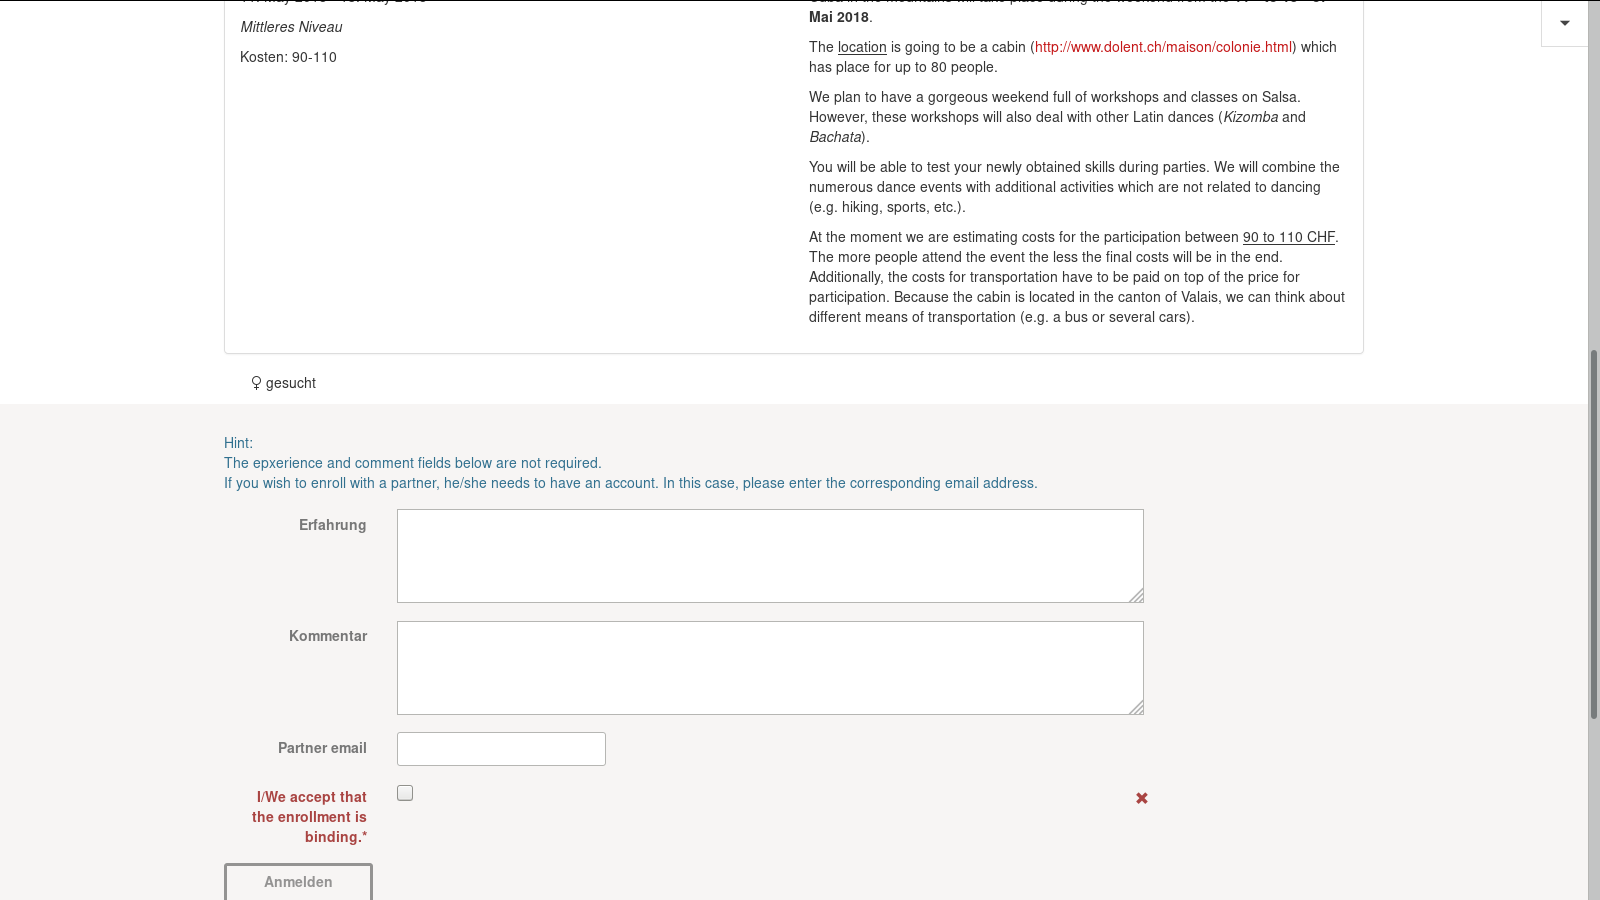 Mittleres Niveau
Kosten: 90-110
Mai 2018.
The location is going to be a cabin (http://www.dolent.ch/maison/colonie.html) which
has place for up to 80 people.
We plan to have a gorgeous weekend full of workshops and classes on Salsa.
However, these workshops will also deal with other Latin dances (Kizomba and
Bachata).
You will be able to test your newly obtained skills during parties. We will combine the
numerous dance events with additional activities which are not related to dancing
(e.g. hiking, sports, etc.).
At the moment we are estimating costs for the participation between 90 to 110 CHF.
The more people attend the event the less the final costs will be in the end.
Additionally, the costs for transportation have to be paid on top of the price for
participation. Because the cabin is located in the canton of Valais, we can think about
different means of transportation (e.g. a bus or several cars).
♀ gesucht
Hint:
The epxerience and comment fields below are not required.
If you wish to enroll with a partner, he/she needs to have an account. In this case, please enter the corresponding email address.
Erfahrung
Kommentar
Partner email
I/We accept that
the enrollment is
binding.*
Anmelden